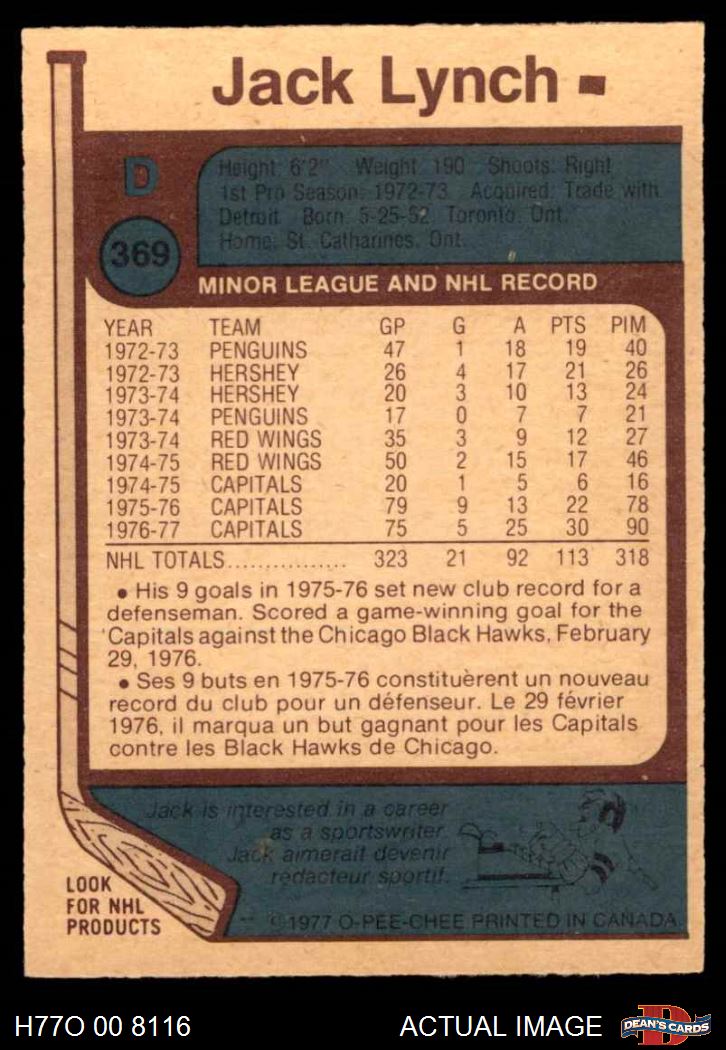 Jack Lynch
D
369
Height: 6'2" Weight: 190 Shoots: Right
1st Pro Season: 1972-73 Acquired: Trade with
Detroit Born: 5-25-52 Toronto, Ont.
Home: St. Catharines, Ont.
MINOR LEAGUE AND NHL RECORD
YEAR TEAM GP G A PTS PIM
1972-73 PENGUINS 47 1 18 19 40
1972-73 HERSHEY 26 4 17 21 26
1973-74 HERSHEY 20 3 10 13 24
1973-74 PENGUINS 17 0 7 7 21
1973-74 RED WINGS 35 3 9 12 27
1974-75 RED WINGS 50 2 15 17 46
1974-75 CAPITALS 20 1 5 6 16
1975-76 CAPITALS 79 9 13 22 78
1976-77 CAPITALS 75 5 25 30 90
NHL TOTALS................ 323 21 92 113 318
• His 9 goals in 1975-76 set new club record for a
defenseman. Scored a game-winning goal for the
Capitals against the Chicago Black Hawks, February
29, 1976.
• Ses 9 buts en 1975-76 constituèrent un nouveau
record du club pour un défenseur. Le 29 février
1976, il marqua un but gagnant pour les Capitals
contre les Black Hawks de Chicago.
Jack is interested in a career
as a sportswriter.
Jack aimerait devenir
rédacteur sportif.
LOOK
FOR NHL
PRODUCTS
©1977 O-PEE-CHEE PRINTED IN CANADA
H77O 00 8116 ACTUAL IMAGE
D
DEAN'S CARDS